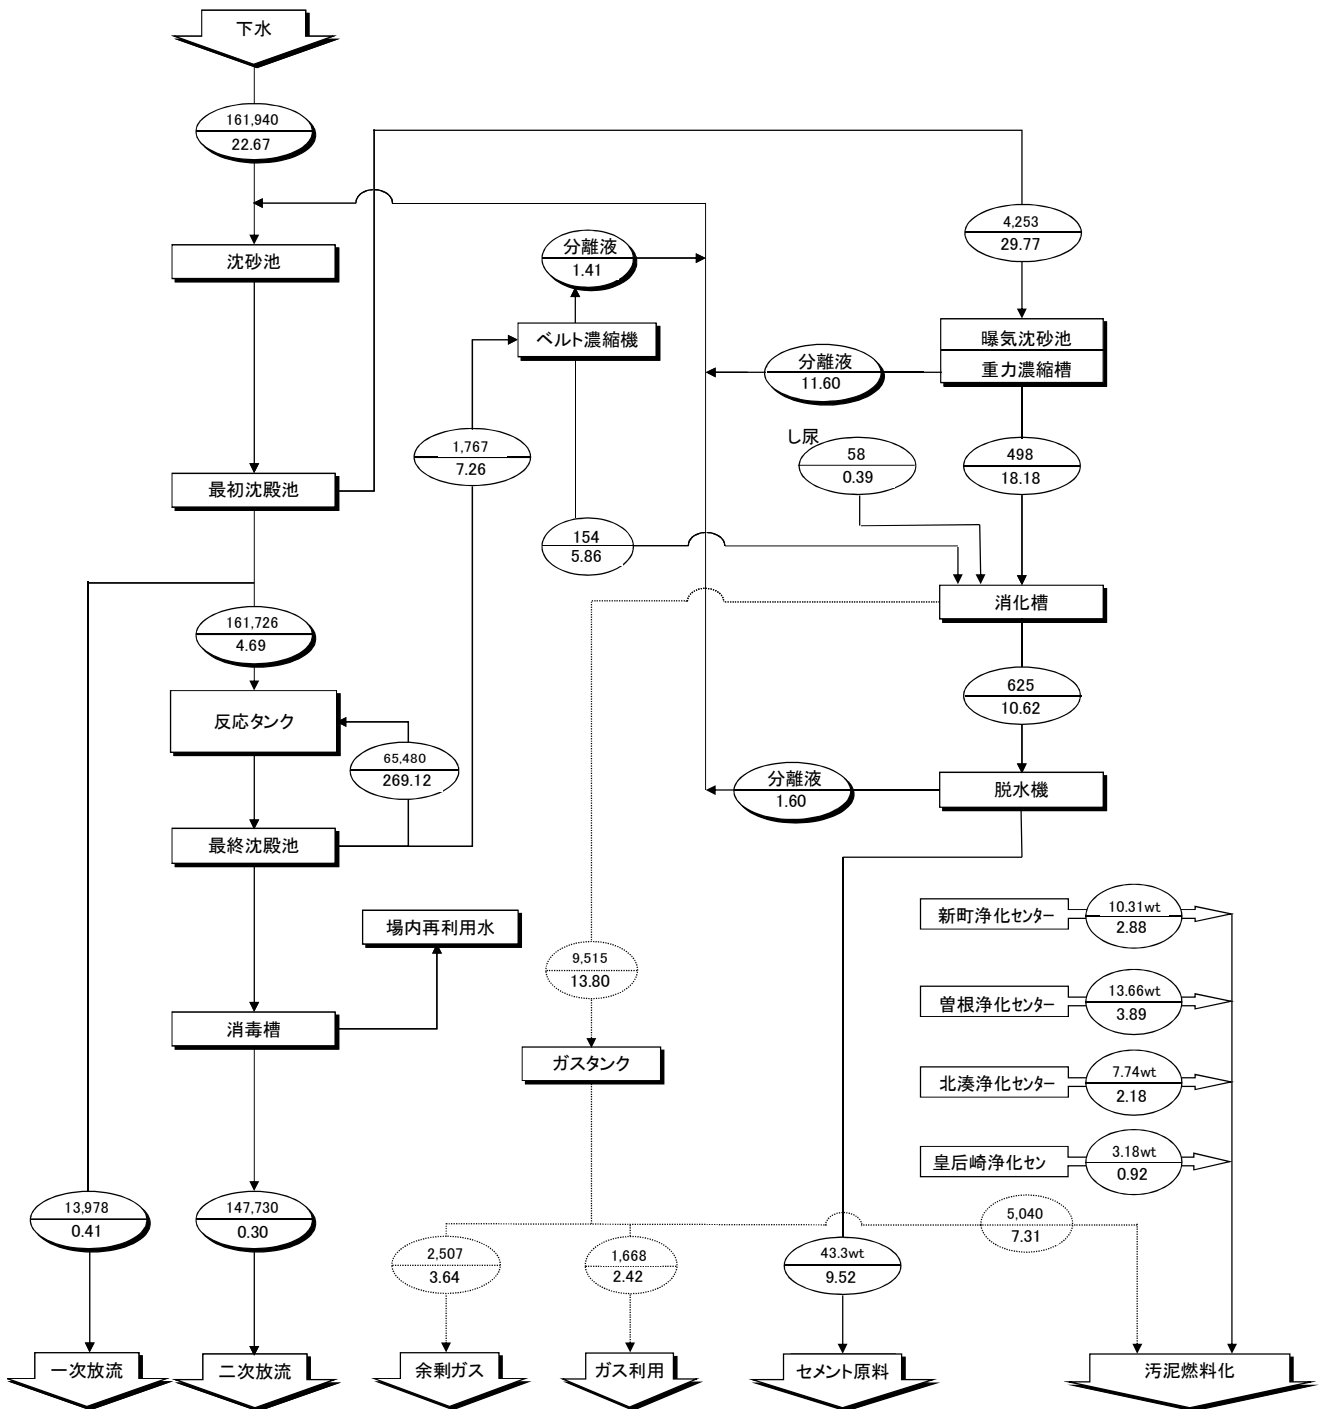 下水
161,940
22.67
4,253
29.77
沈砂池
分離液
1.41
ベルト濃縮機
曝気沈砂池
重力濃縮槽
分離液
11.60
し尿
58
0.39
498
18.18
1,767
7.26
最初沈殿池
154
5.86
消化槽
161,726
4.69
625
10.62
反応タンク
65,480
269.12
分離液
1.60
脱水機
最終沈殿池
場内再利用水
新町浄化センター
10.31wt
2.88
9,515
13.80
曽根浄化センター
13.66wt
3.89
消毒槽
ガスタンク
北湊浄化センター
7.74wt
2.18
皇后崎浄化セン
3.18wt
0.92
13,978
0.41
147,730
0.30
2,507
3.64
1,668
2.42
43.3wt
9.52
5,040
7.31
一次放流
二次放流
余剰ガス
ガス利用
セメント原料
汚泥燃料化